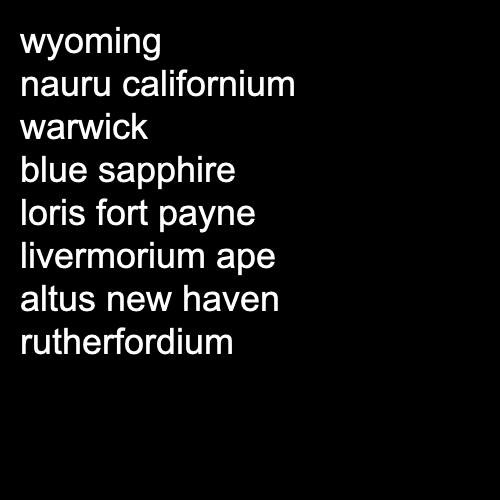 wyoming
nauru californium
warwick
blue sapphire
loris fort payne
livermorium ape
altus new haven
rutherfordium